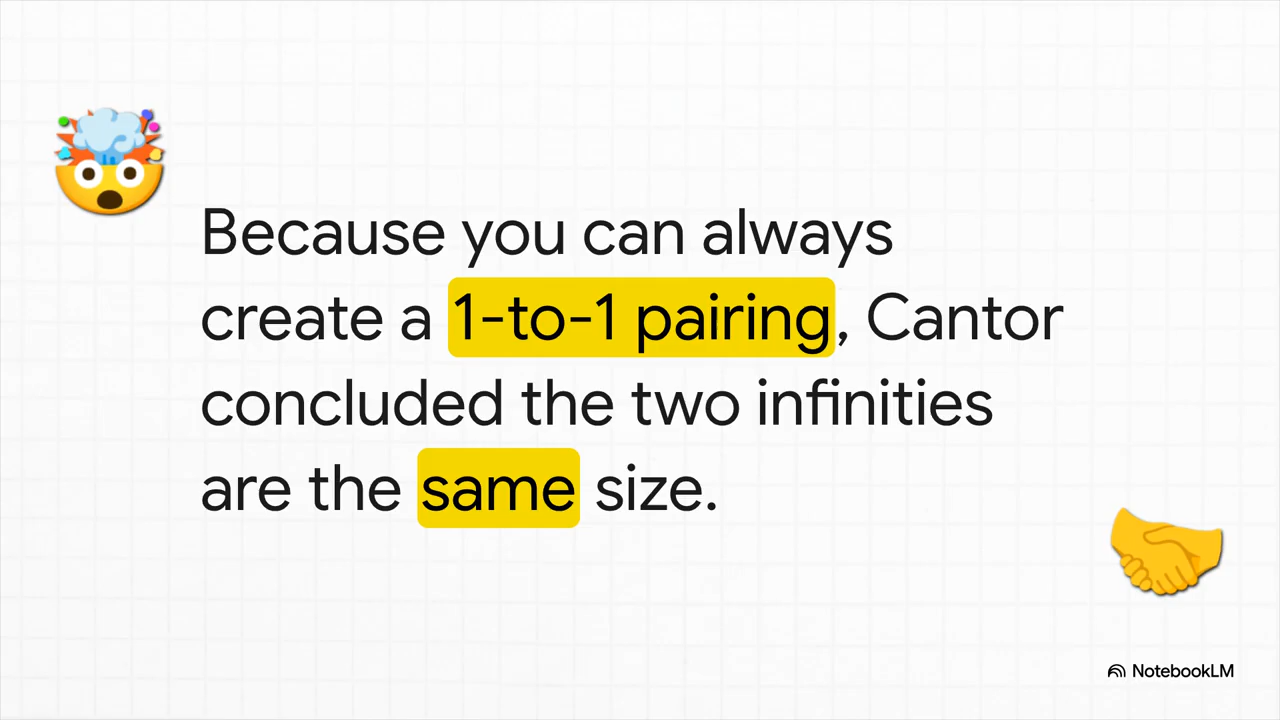 Because you can always
create a 1-to-1 pairing, Cantor
concluded the two infinities
are the same size.
NotebookLM